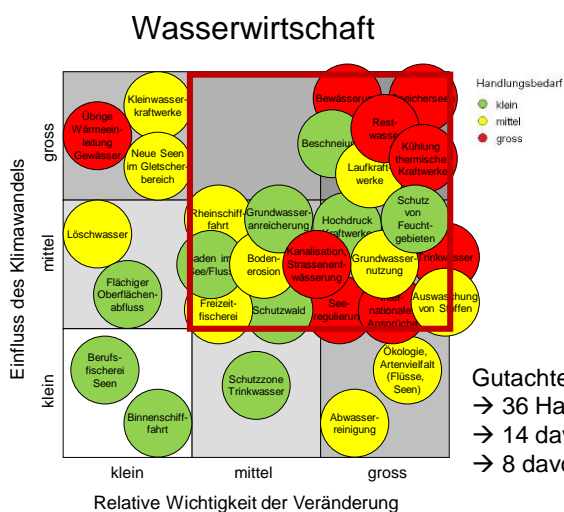 Wasserwirtschaft
Handlungsbedarf
klein
mittel
gross
Einfluss des Klimawandels
gross
mittel
klein
Kleinwasser-
kraftwerke
Übrige
Wärmeein-
leitung
Gewässer
Neue Seen
im Gletscher-
bereich
Rest-
wasser
Beschneiung
Kühlung
thermische
Kraftwerke
Laufkraft-
werke
Löschwasser
Rheinschiff-
fahrt
Grundwasser-
anreicherung
Hochdruck
Kraftwerke
Schutz
von Feucht-
gebieten
Boden-
erosion
Kanalisation,
Strassenent-
wässerung
Grundwasser-
nutzung
Trinkwasser
Flächiger
Oberflächen-
abfluss
Freizeit-
fischerei
Schutzwald
See-
regulierung
Ansprüche
Auswaschung
von Stoffen
Berufs-
fischerei
Seen
Schutzzone
Trinkwasser
Ökologie,
Artenvielfalt
(Flüsse,
Seen)
Binnenschiff-
fahrt
Abwasser-
reinigung
Gutachte
→ 36 Ha
→ 14 dav
→ 8 davo
klein
mittel
gross
Relative Wichtigkeit der Veränderung